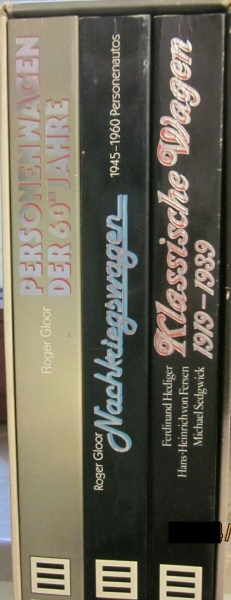 PERSONENWAGEN
DER 60er JAHRE
Roger Gloor
1945-1960 Personenautos
Nachkriegswagen
Roger Gloor
Klassische Wagen
1919-1939
Ferdinand Hediger
Hans-Heinrich von Fersen
Michael Sedgwick